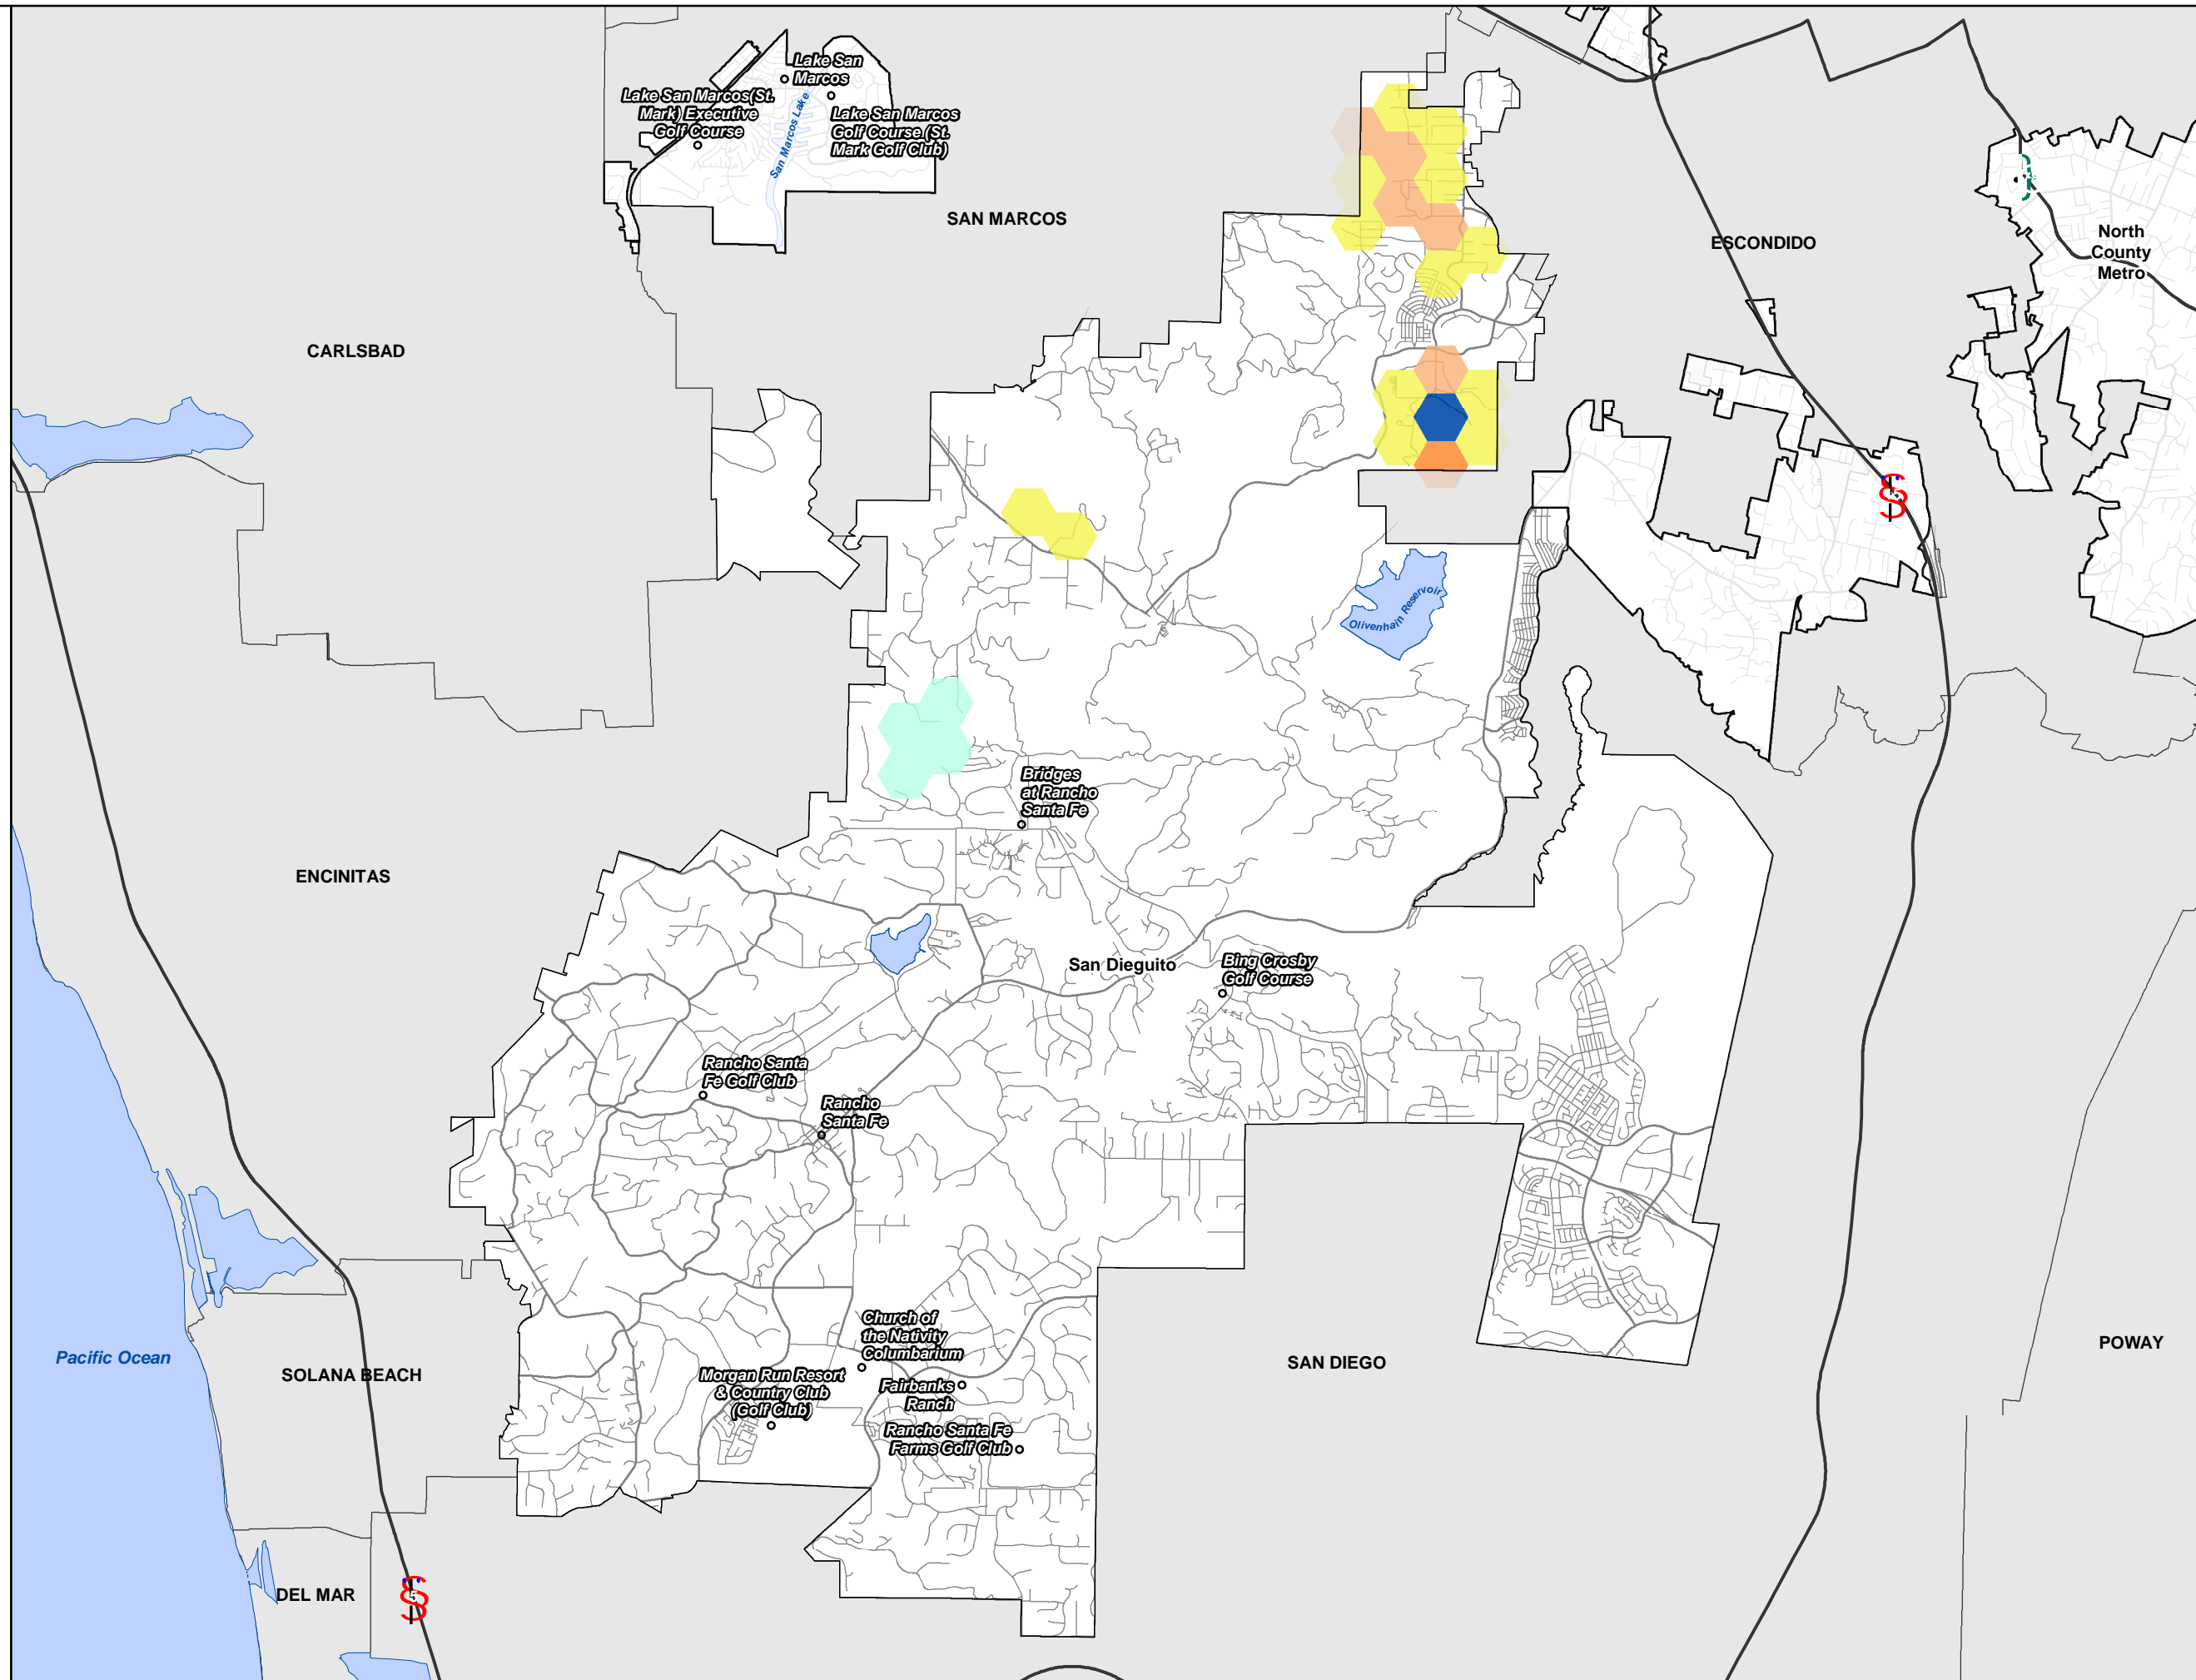 Lake San
Marcos
Lake San Marcos(St.
Mark) Executive
Golf Course
Lake San Marcos
Golf Course (St.
Mark Golf Club)
San Marcos Lake
SAN MARCOS
ESCONDIDO
North
County
Metro
CARLSBAD
Olivenhain Reservoir
Bridges
at Rancho
Santa Fe
ENCINITAS
San Dieguito
Bing Crosby
Golf Course
Rancho Santa
Fe Golf Club
Rancho
Santa Fe
Church of
the Nativity
Columbarium
Pacific Ocean
SOLANA BEACH
Morgan Run Resort
& Country Club
(Golf Club)
Fairbanks
Ranch
SAN DIEGO
POWAY
Rancho Santa Fe
Farms Golf Club
DEL MAR